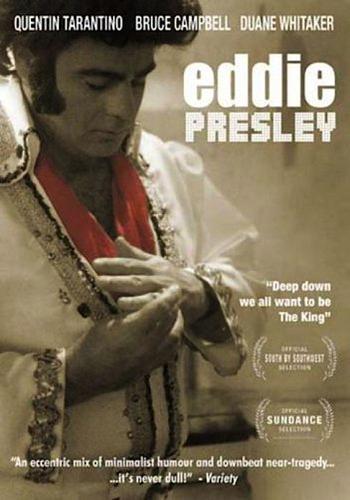 QUENTIN TARANTINO BRUCE CAMPBELL DUANE WHITAKER
eddie
PRESLEY
"Deep down
we all want to be
The King"
OFFICIAL
SOUTH BY SOUTHWEST
SELECTION
OFFICIAL
SUNDANCE
SELECTION
"An eccentric mix of minimalist humour and downbeat near-tragedy...
...it's never dull!" - Variety